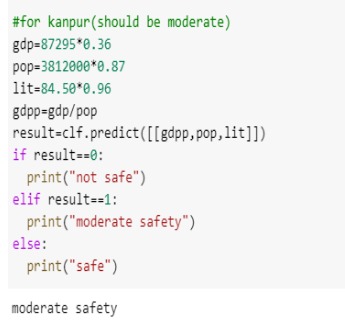 #for kanpur(should be moderate)
gdp=87295*0.36
pop=3812000*0.87
lit=84.50*0.96
gdpp=gdp/pop
result=clf.predict([[gdpp,pop,lit]])
if result==0:
  print("not safe")
elif result==1:
  print("moderate safety")
else:
  print("safe")
moderate safety